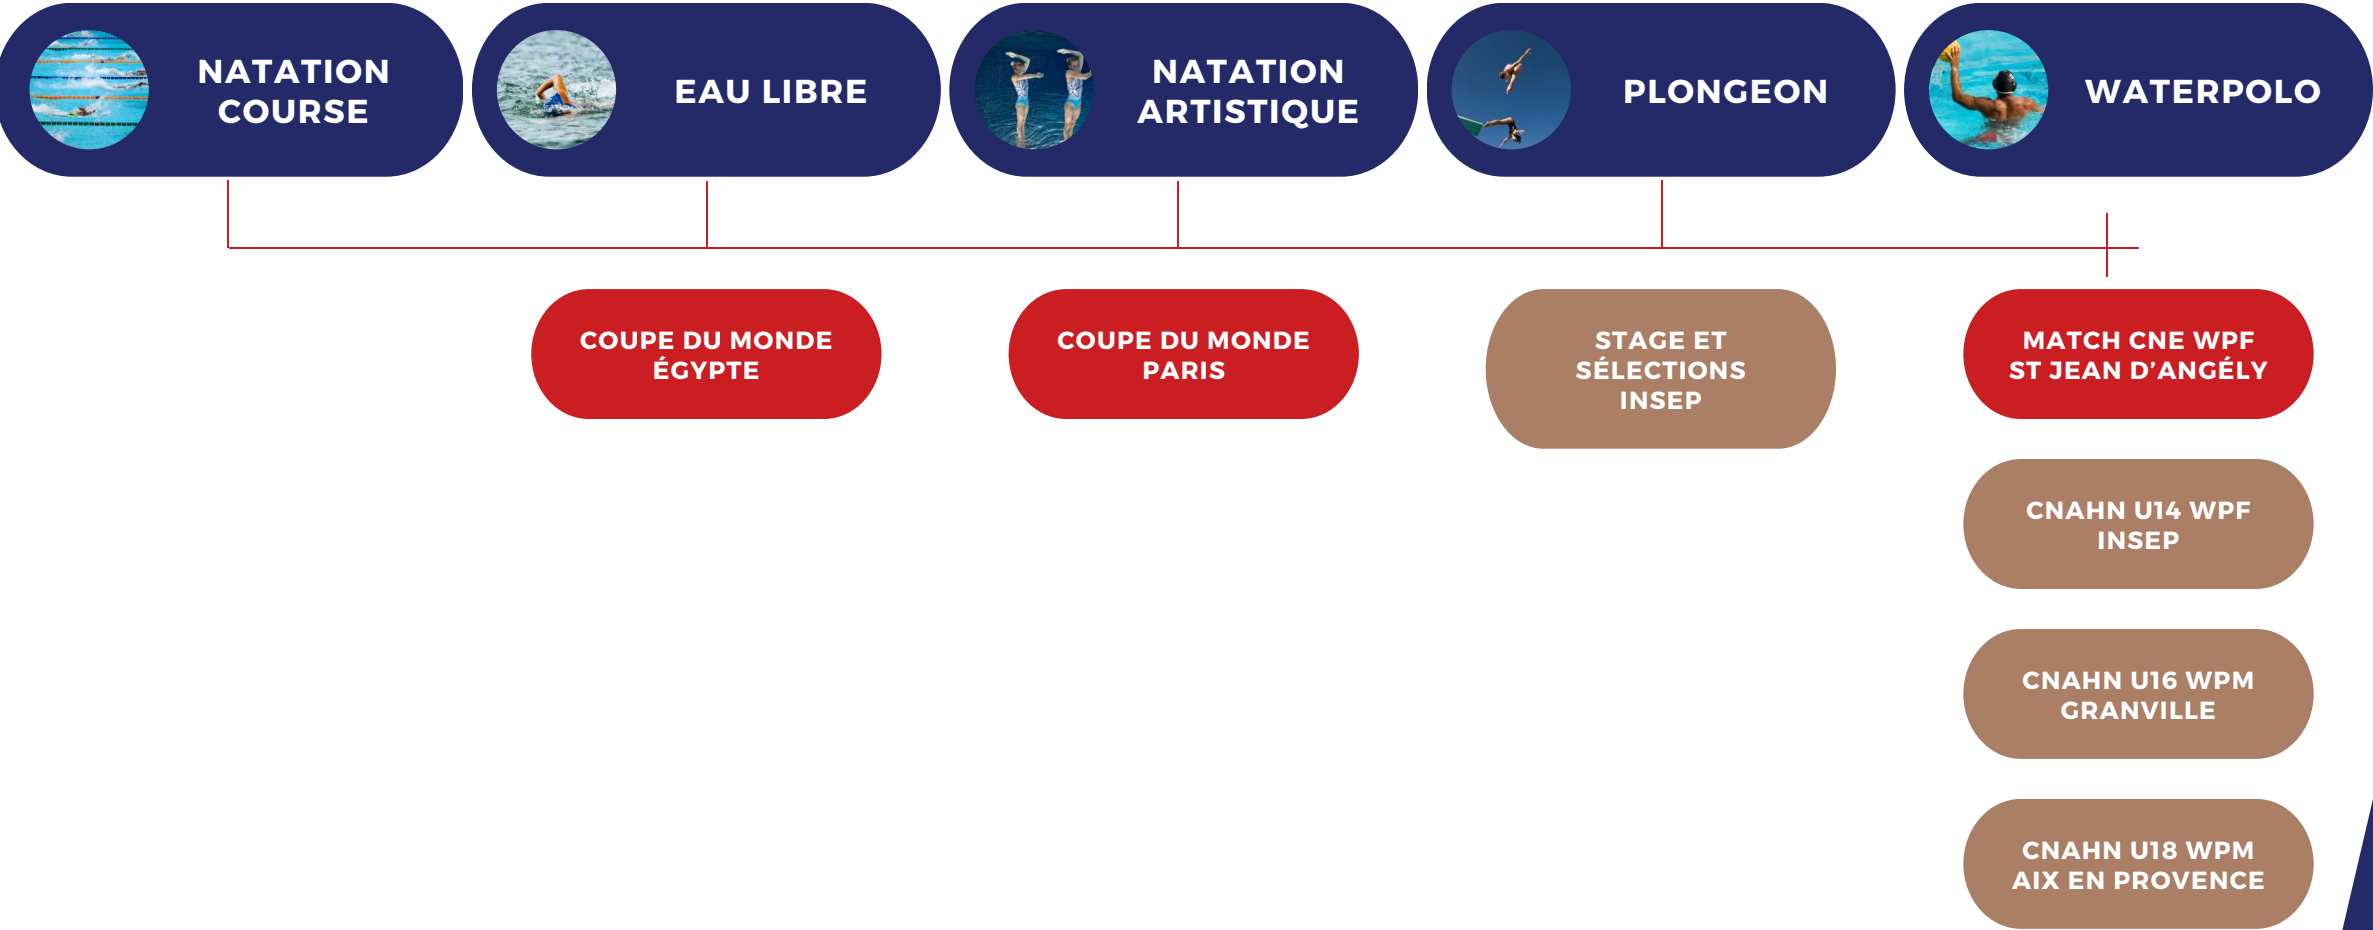 NATATION
COURSE
EAU LIBRE
NATATION
ARTISTIQUE
PLONGEON
WATERPOLO
COUPE DU MONDE
ÉGYPTE
COUPE DU MONDE
PARIS
STAGE ET
SÉLECTIONS
INSEP
MATCH CNE WPF
ST JEAN D’ANGÉLY
CNAHN U14 WPF
INSEP
CNAHN U16 WPM
GRANVILLE
CNAHN U18 WPM
AIX EN PROVENCE